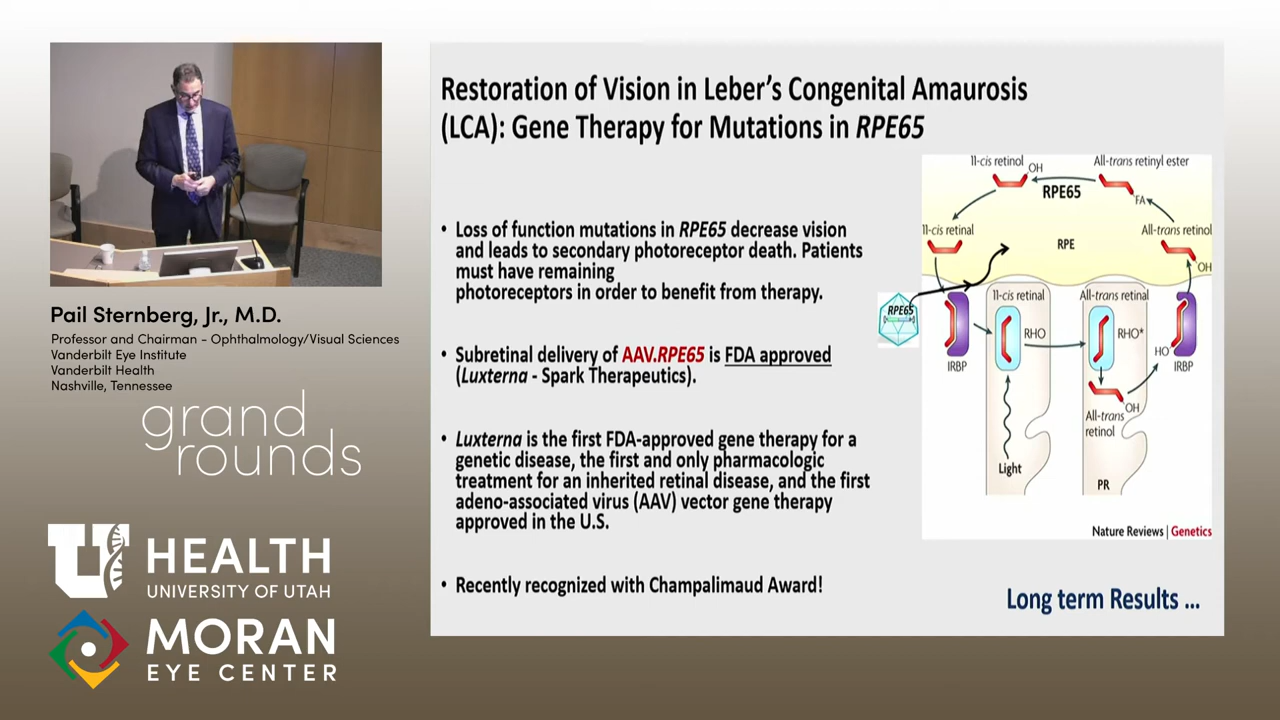 Pail Sternberg, Jr., M.D.
Professor and Chairman - Ophthalmology/Visual Sciences
Vanderbilt Eye Institute
Vanderbilt Health
Nashville, Tennessee
grand
rounds
U
HEALTH
UNIVERSITY OF UTAH
MORAN
EYE CENTER
Restoration of Vision in Leber’s Congenital Amaurosis
(LCA): Gene Therapy for Mutations in RPE65
• Loss of function mutations in RPE65 decrease vision
and leads to secondary photoreceptor death. Patients
must have remaining
photoreceptors in order to benefit from therapy.
• Subretinal delivery of AAV.RPE65 is FDA approved
(Luxterna - Spark Therapeutics).
• Luxterna is the first FDA-approved gene therapy for a
genetic disease, the first and only pharmacologic
treatment for an inherited retinal disease, and the first
adeno-associated virus (AAV) vector gene therapy
approved in the U.S.
• Recently recognized with Champalimaud Award!
11-cis retinol
OH
All-trans retinyl ester
RPE65
FA
11-cis retinal
RPE
All-trans retinol
OH
RPE65
11-cis retinal
All-trans retinal
RHO
RHO*
HO
IRBP
IRBP
OH
All-trans
retinol
Light
PR
Nature Reviews | Genetics
Long term Results ...